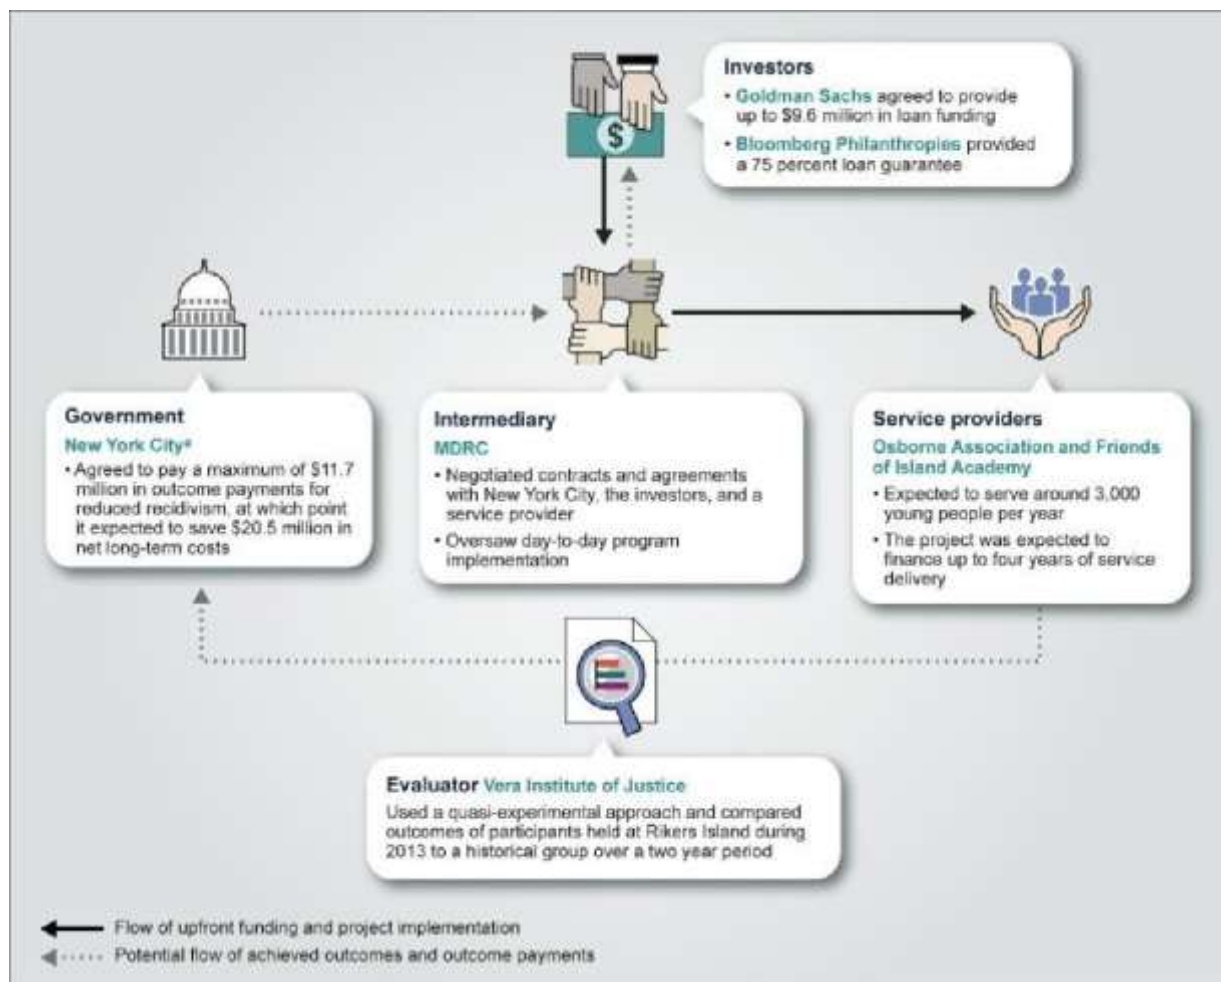 Investors
• Goldman Sachs agreed to provide
up to $9.6 million in loan funding
• Bloomberg Philanthropies provided
a 75 percent loan guarantee
$
Government
New York Cityª
• Agreed to pay a maximum of $11.7
million in outcome payments for
reduced recidivism, at which point
it expected to save $20.5 million in
net long-term costs
Intermediary
MDRC
• Negotiated contracts and agreements
with New York City, the investors, and a
service provider
• Oversaw day-to-day program
implementation
Service providers
Osborne Association and Friends
of Island Academy
• Expected to serve around 3,000
young people per year
• The project was expected to
finance up to four years of service
delivery
Evaluator Vera Institute of Justice
Used a quasi-experimental approach and compared
outcomes of participants held at Rikers Island during
2013 to a historical group over a two year period
Flow of upfront funding and project implementation
Potential flow of achieved outcomes and outcome payments